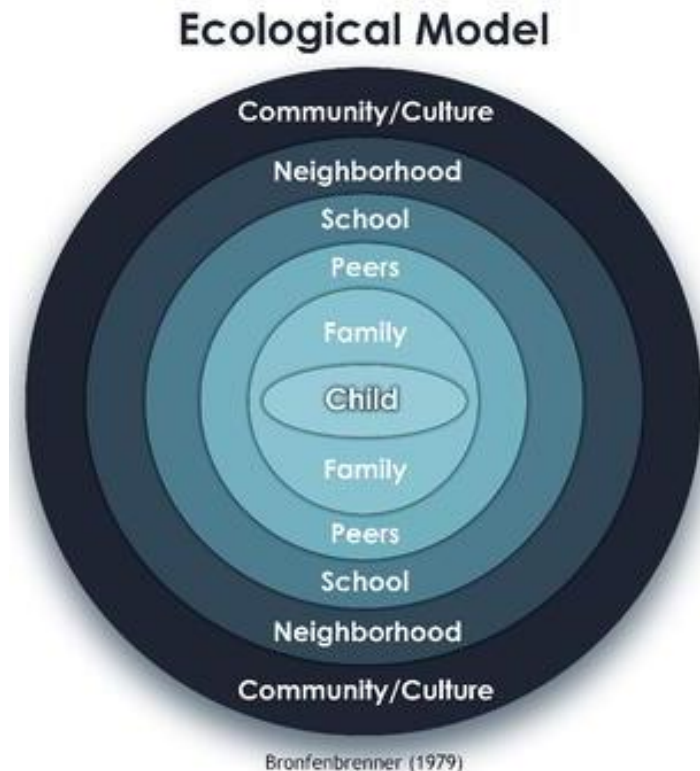 Ecological Model
Community/Culture
Neighborhood
School
Peers
Family
Child
Family
Peers
School
Neighborhood
Community/Culture
Bronfenbrenner (1979)